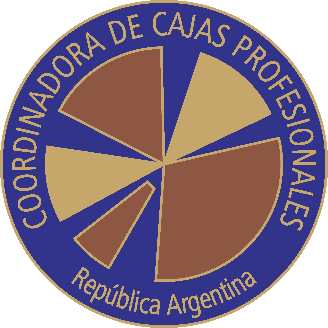 COORDINADORA DE CAJAS PROFESIONALES
República Argentina